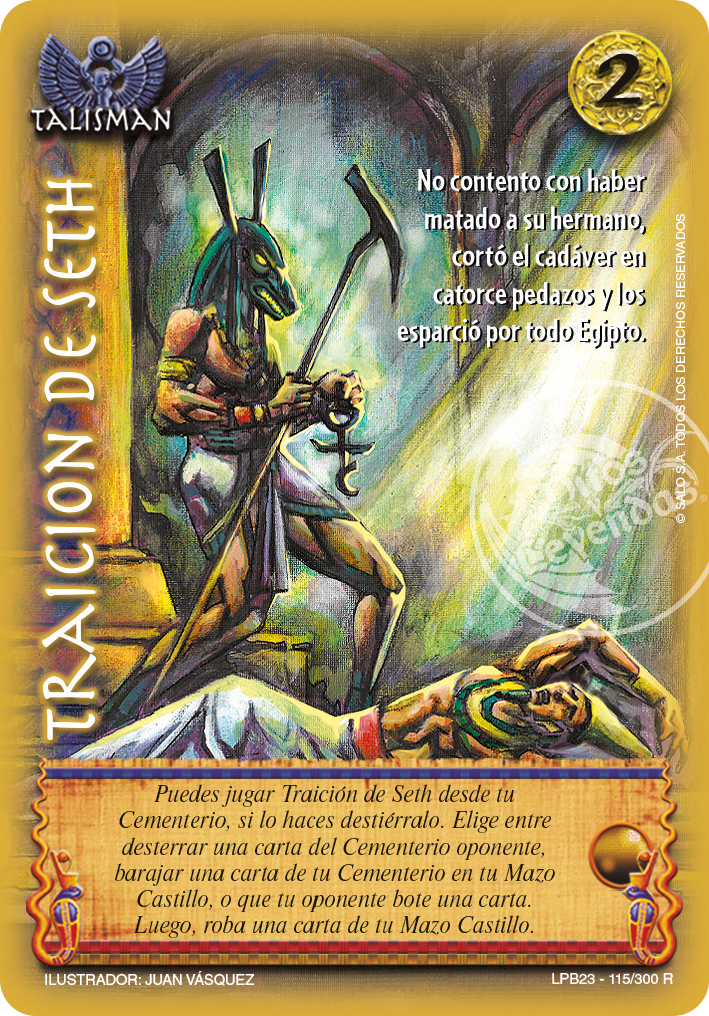 TALISMAN
2
TRAICION DE SETH
No contento con haber
matado a su hermano,
cortó el cadáver en
catorce pedazos y los
esparció por todo Egipto.
© SALO S.A. TODOS LOS DERECHOS RESERVADOS
Mitos
Leyendas®
Puedes jugar Traición de Seth desde tu
Cementerio, si lo haces destiérralo. Elige entre
desterrar una carta del Cementerio oponente,
barajar una carta de tu Cementerio en tu Mazo
Castillo, o que tu oponente bote una carta.
Luego, roba una carta de tu Mazo Castillo.
ILUSTRADOR: JUAN VÁSQUEZ
LPB23 - 115/300 R